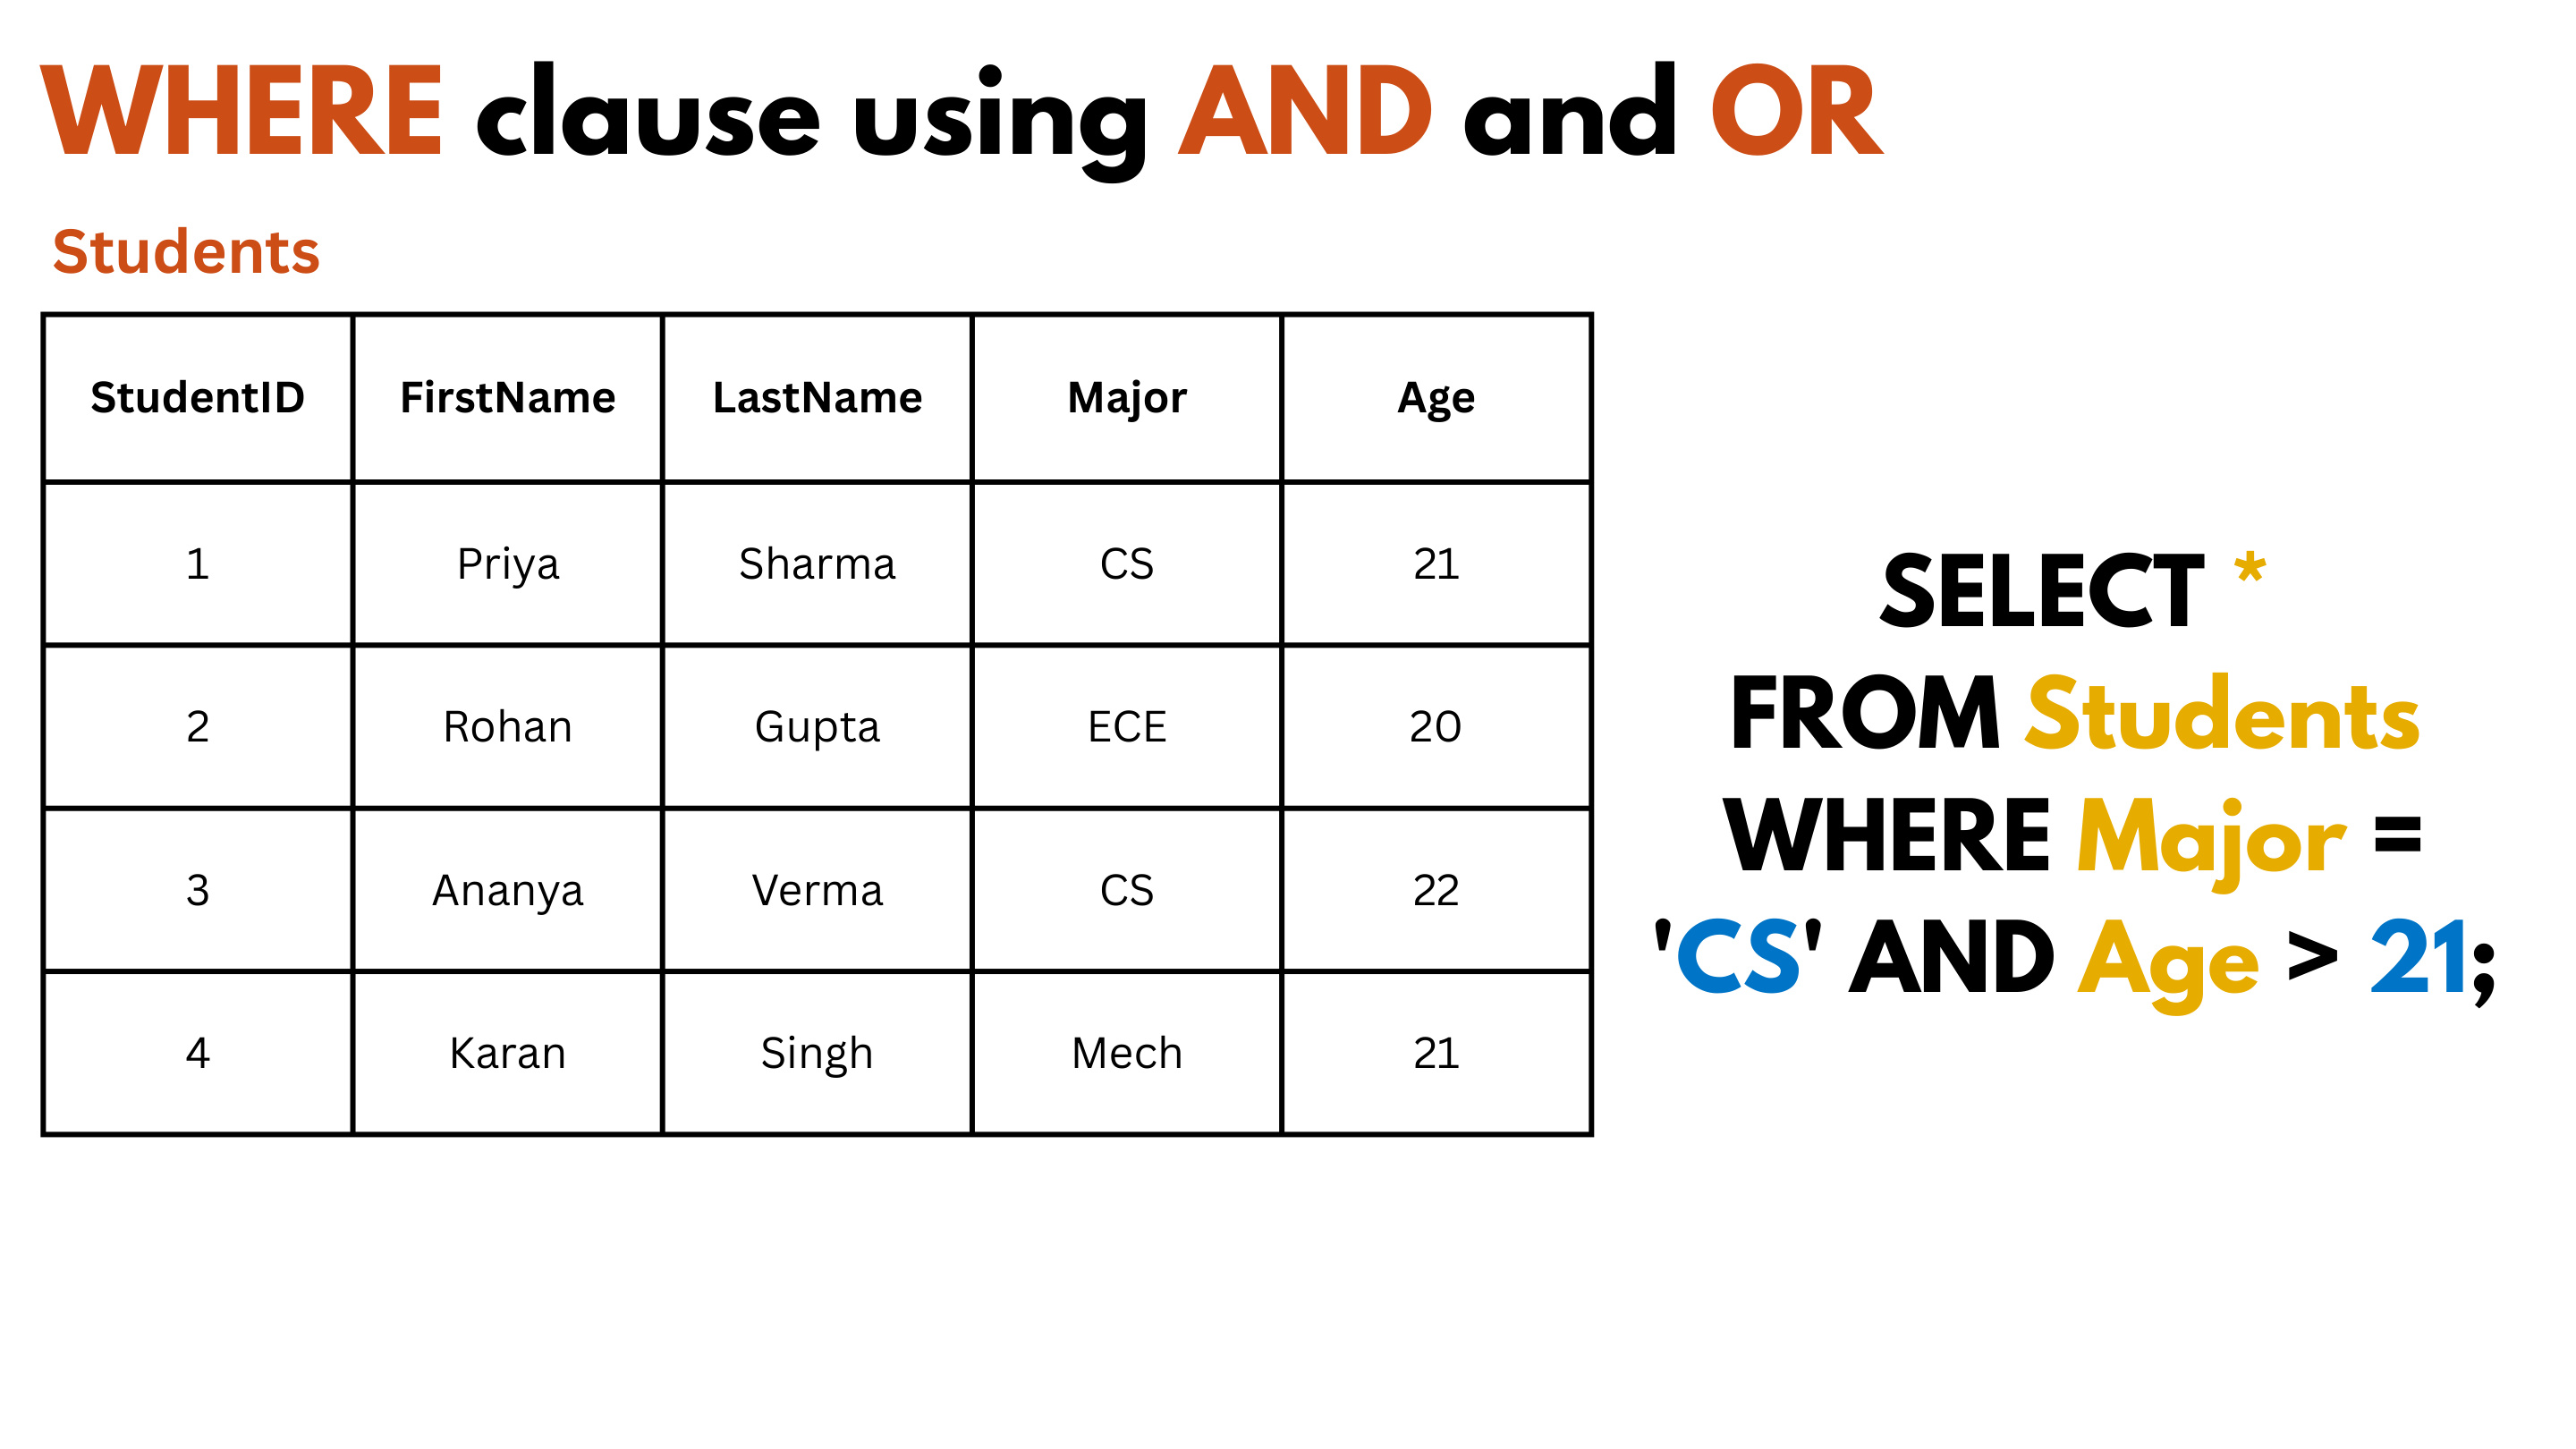 WHERE clause using AND and OR
Students
StudentID FirstName LastName Major Age
1 Priya Sharma CS 21
2 Rohan Gupta ECE 20
3 Ananya Verma CS 22
4 Karan Singh Mech 21
SELECT *
FROM Students
WHERE Major =
'CS' AND Age > 21;